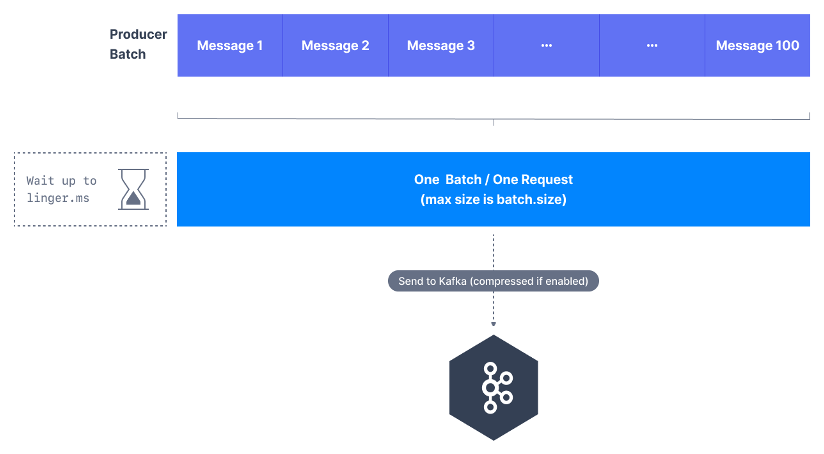 Producer
Batch
Message 1
Message 2
Message 3
...
...
Message 100
Wait up to
linger.ms
One Batch / One Request
(max size is batch.size)
Send to Kafka (compressed if enabled)